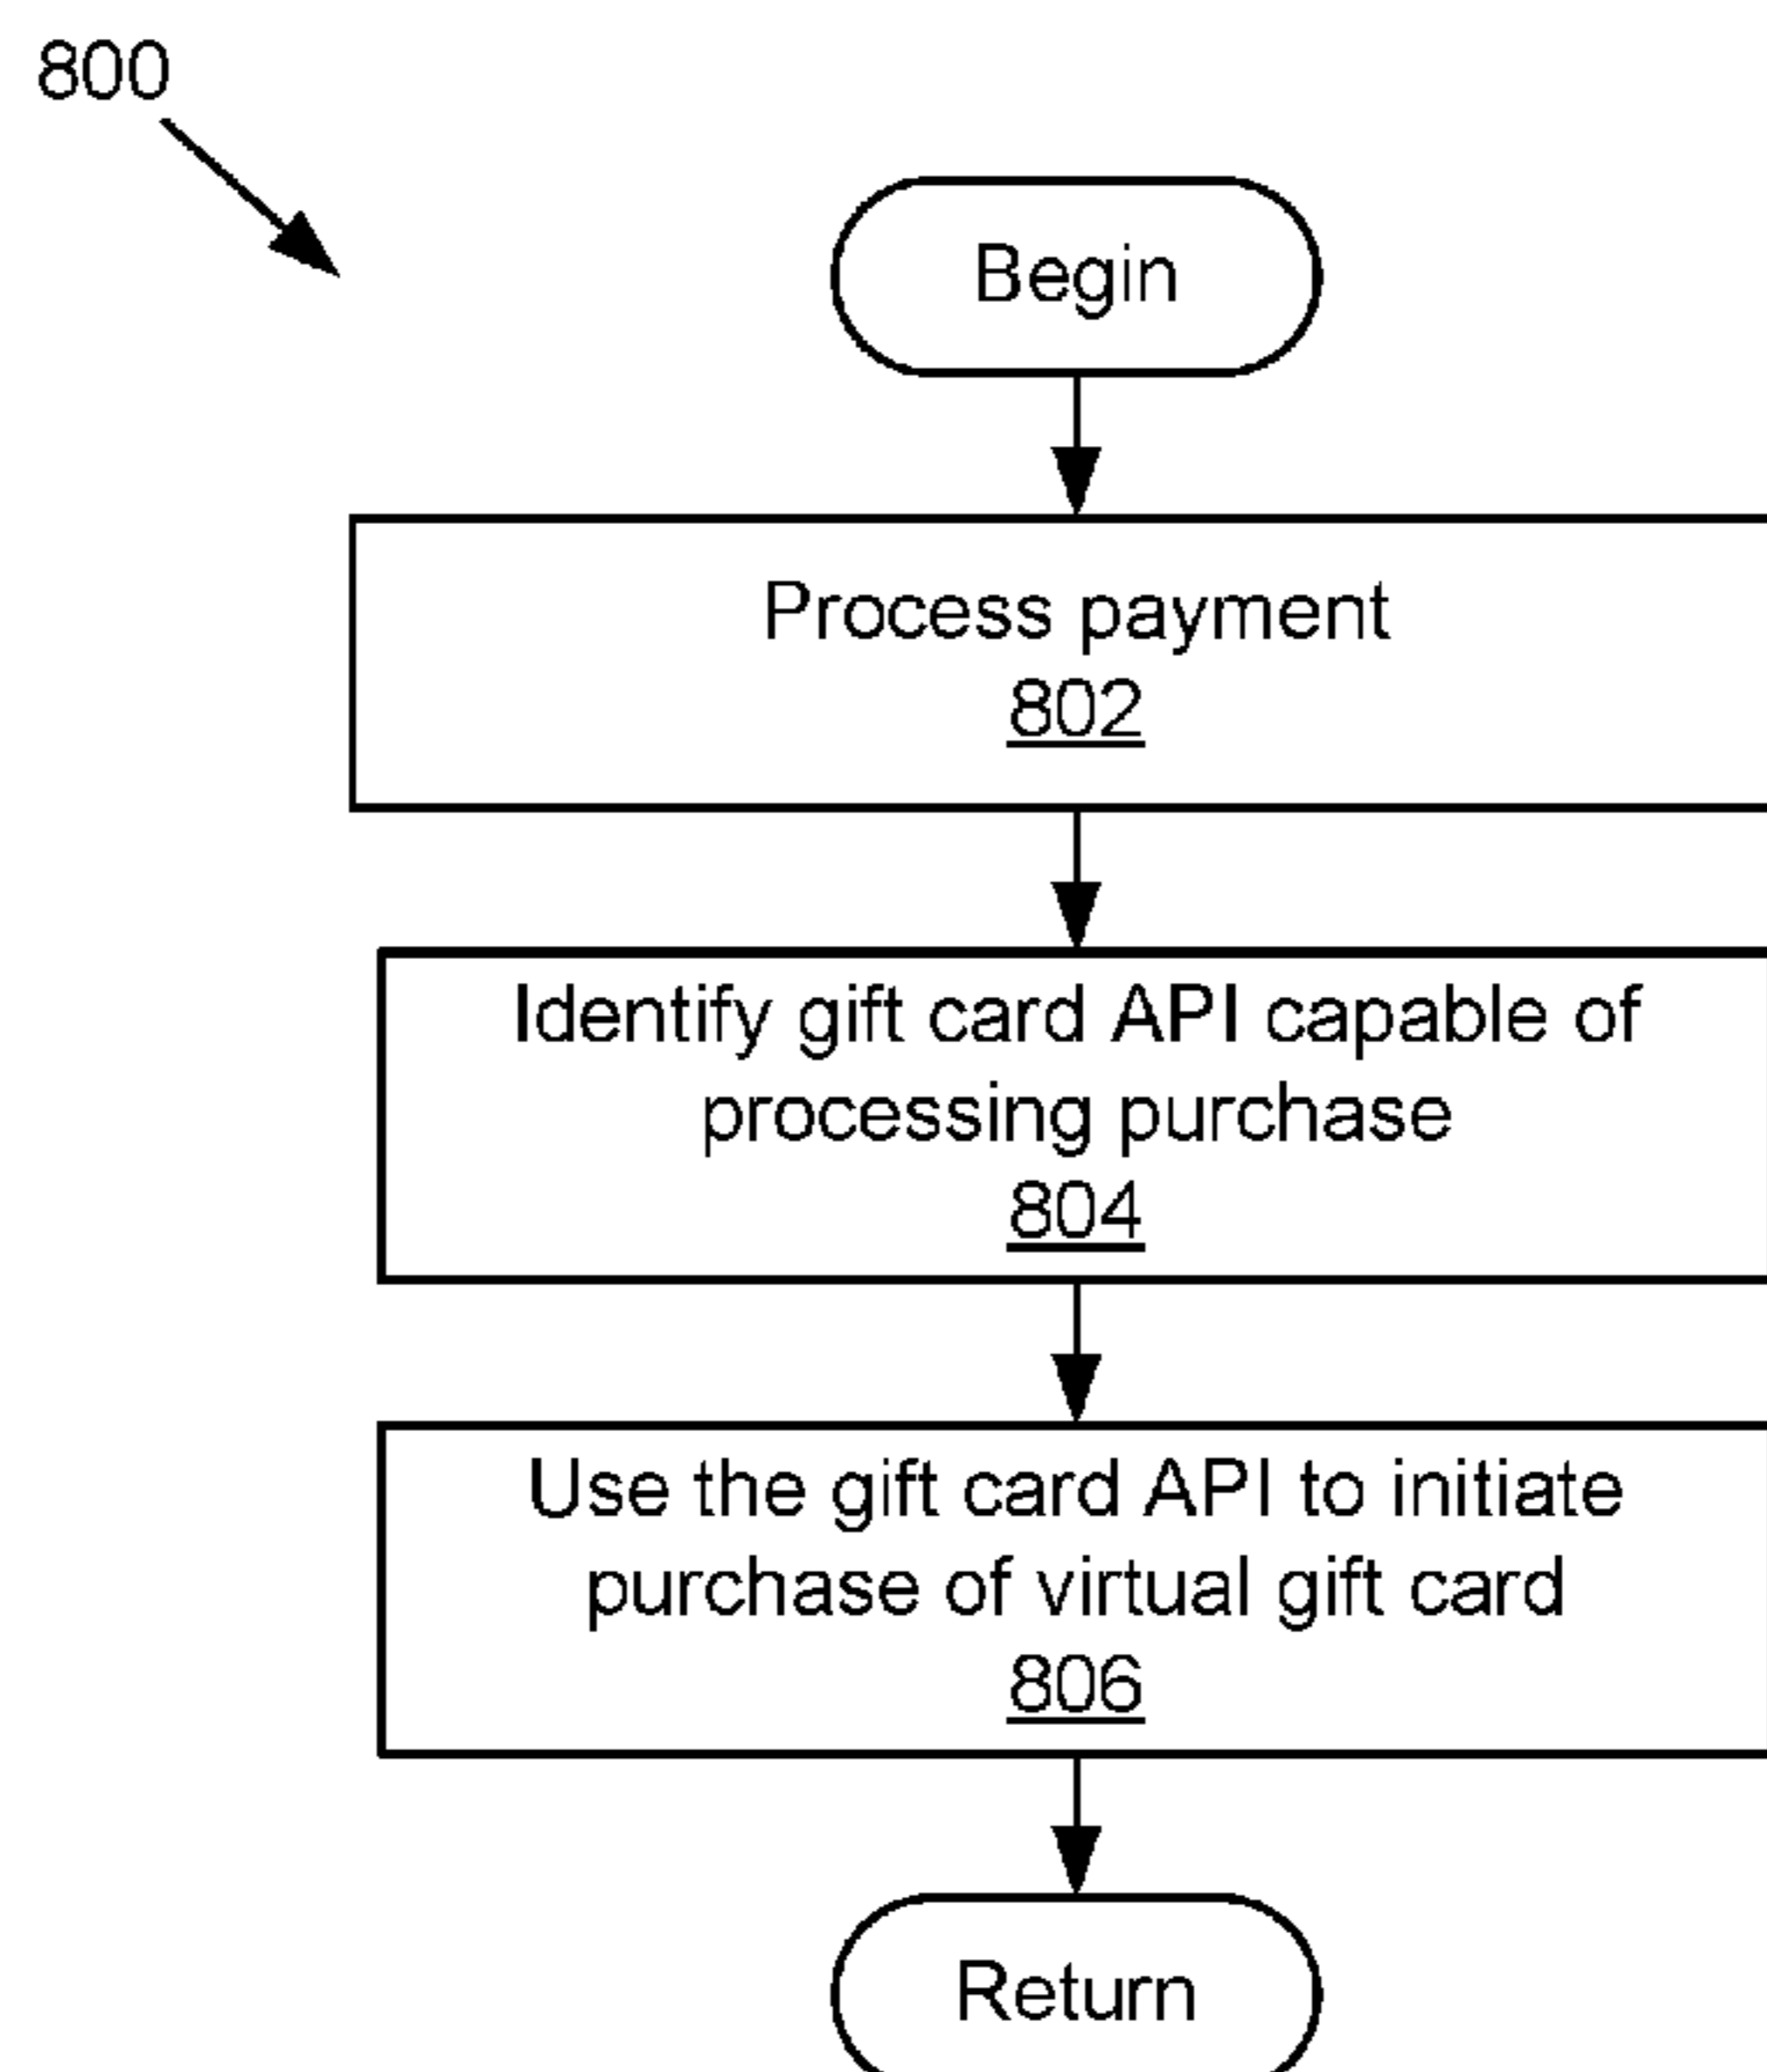 800
Begin
Process payment
802
Identify gift card API capable of
processing purchase
804
Use the gift card API to initiate
purchase of virtual gift card
806
Return